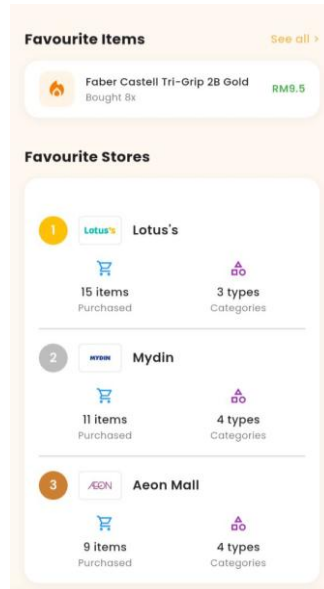 Favourite Items
See all >
Faber Castell Tri-Grip 2B Gold
Bought 8x
RM9.5
Favourite Stores
1
Lotus's
Lotus's
15 items
3 types
Purchased
Categories
2
MYDIN
Mydin
11 items
4 types
Purchased
Categories
3
AEON
Aeon Mall
9 items
4 types
Purchased
Categories